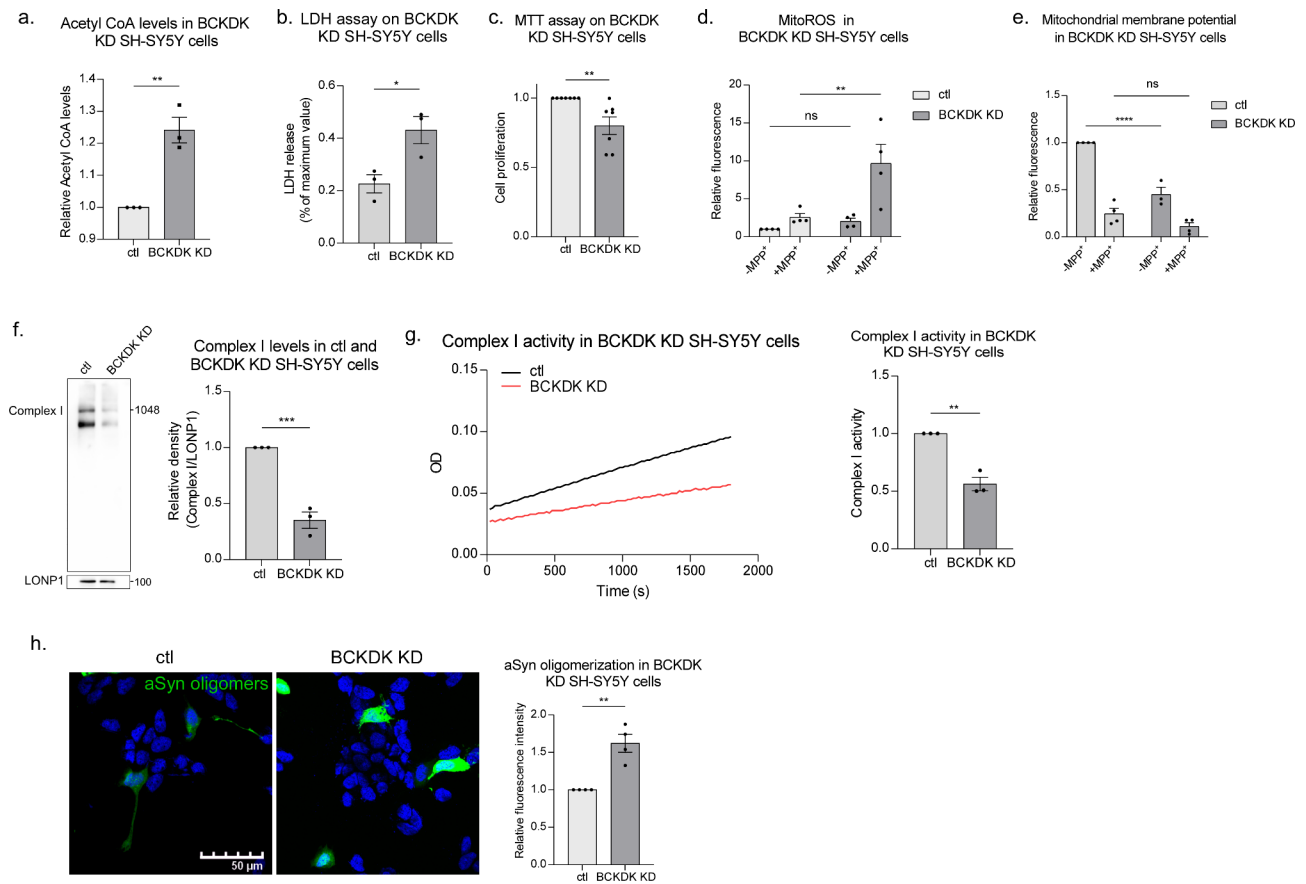 a.
Acetyl CoA levels in BCKDK
KD SH-SY5Y cells
**
Relative Acetyl CoA levels
1.4
1.3
1.2
1.1
1.0
0.9
ctl
BCKDK KD
b.
LDH assay on BCKDK
KD SH-SY5Y cells
*
LDH release
(% of maximum value)
0.6
0.4
0.2
0.0
ctl
BCKDK KD
c.
MTT assay on BCKDK
KD SH-SY5Y cells
**
Cell proliferation
1.0
0.5
0.0
ctl
BCKDK KD
d.
MitoROS in
BCKDK KD SH-SY5Y cells
**
ns
Relative fluorescence
20
15
10
5
0
-MPP⁺
+MPP⁺
-MPP⁺
+MPP⁺
ctl
BCKDK KD
e.
Mitochondrial membrane potential
in BCKDK KD SH-SY5Y cells
ns
****
Relative fluorescence
1.5
1.0
0.5
0.0
-MPP⁺
+MPP⁺
-MPP⁺
+MPP⁺
ctl
BCKDK KD
f.
ctl
BCKDK KD
Complex I
-1048
LONP1
-100
Complex I levels in ctl and
BCKDK KD SH-SY5Y cells
***
Relative density
(Complex I/LONP1)
1.5
1.0
0.5
0.0
ctl
BCKDK KD
g.
Complex I activity in BCKDK KD SH-SY5Y cells
ctl
BCKDK KD
OD
0.15
0.10
0.05
0.00
0
500
1000
1500
2000
Time (s)
Complex I activity in BCKDK
KD SH-SY5Y cells
**
Complex I activity
1.5
1.0
0.5
0.0
ctl
BCKDK KD
h.
ctl
BCKDK KD
aSyn oligomers
50 µm
aSyn oligomerization in BCKDK
KD SH-SY5Y cells
**
Relative fluorescence intensity
2.0
1.5
1.0
0.5
0.0
ctl
BCKDK KD